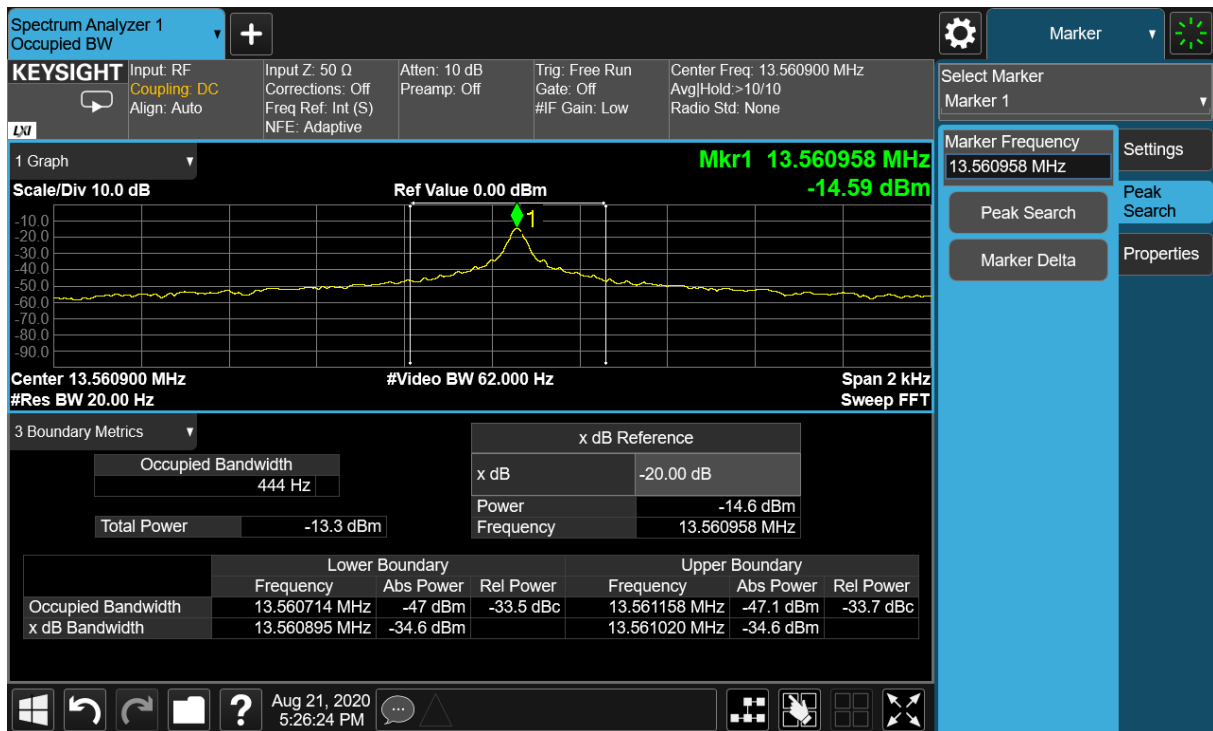 Spectrum Analyzer 1
Occupied BW
+
Marker
KEYSIGHT
LXI
Input: RF
Coupling: DC
Align: Auto
Input Z: 50 Ω
Corrections: Off
Freq Ref: Int (S)
NFE: Adaptive
Atten: 10 dB
Preamp: Off
Trig: Free Run
Gate: Off
#IF Gain: Low
Center Freq: 13.560900 MHz
Avg|Hold:>10/10
Radio Std: None
Select Marker
Marker 1
Marker Frequency
13.560958 MHz
Peak Search
Marker Delta
Settings
Peak
Search
Properties
1 Graph
Mkr1 13.560958 MHz
-14.59 dBm
Scale/Div 10.0 dB
Ref Value 0.00 dBm
1
-10.0
-20.0
-30.0
-40.0
-50.0
-60.0
-70.0
-80.0
-90.0
Center 13.560900 MHz
#Video BW 62.000 Hz
Span 2 kHz
#Res BW 20.00 Hz
Sweep FFT
3 Boundary Metrics
Occupied Bandwidth
444 Hz
Total Power -13.3 dBm
x dB Reference
x dB -20.00 dB
Power -14.6 dBm
Frequency 13.560958 MHz
Lower Boundary Upper Boundary
Frequency Abs Power Rel Power Frequency Abs Power Rel Power
Occupied Bandwidth 13.560714 MHz -47 dBm -33.5 dBc 13.561158 MHz -47.1 dBm -33.7 dBc
x dB Bandwidth 13.560895 MHz -34.6 dBm 13.561020 MHz -34.6 dBm
?
Aug 21, 2020
5:26:24 PM